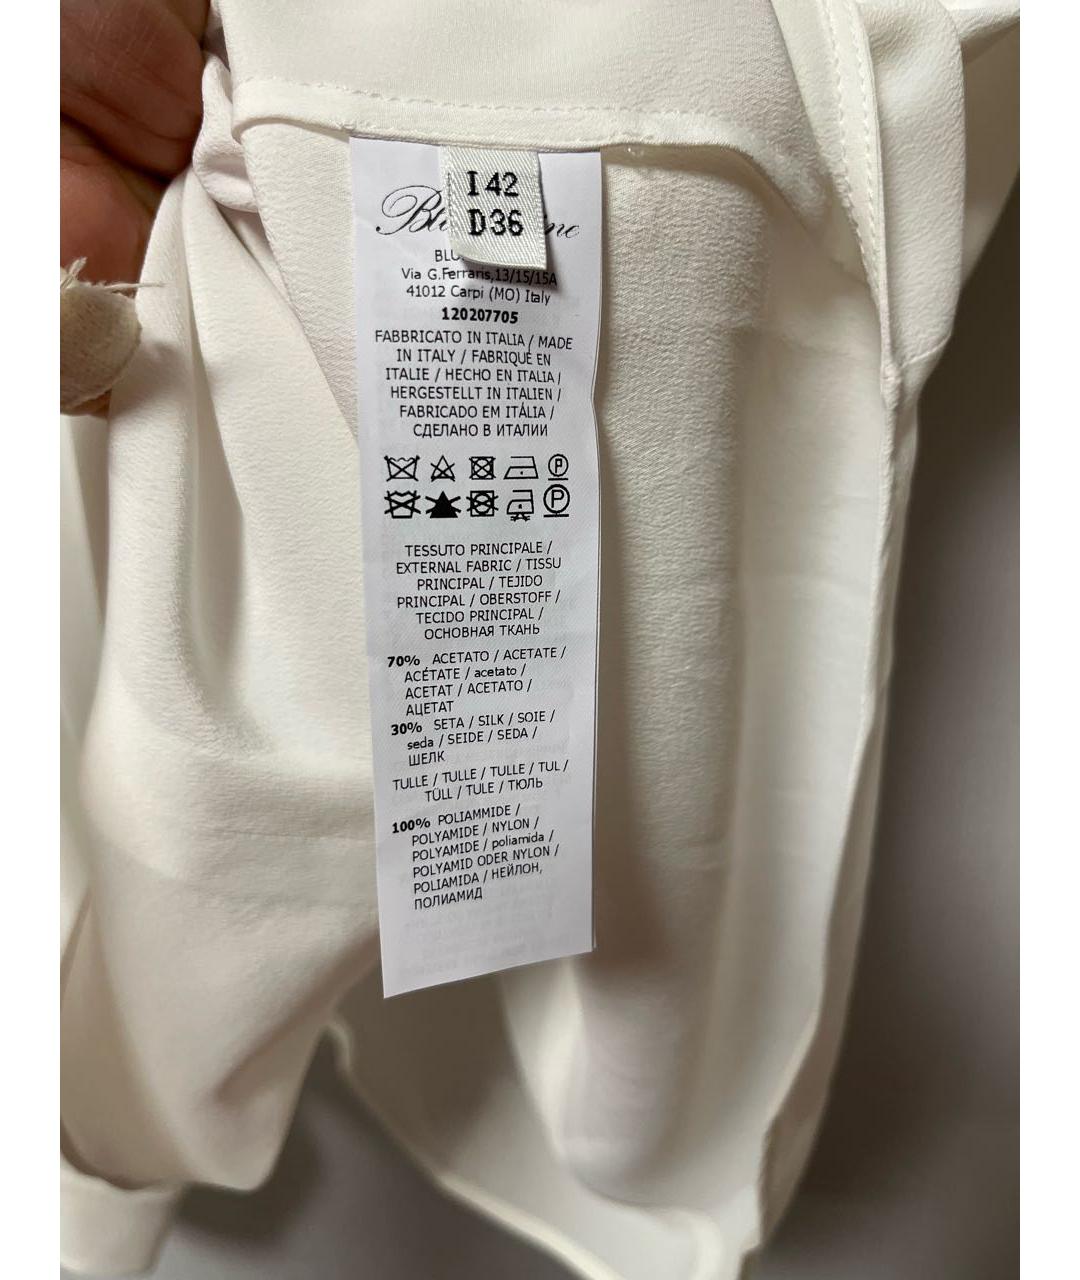 I 42
D36
Via G.Ferraris,13/15/15A
41012 Carpi (MO) Italy
120207705
FABBRICATO IN ITALIA / MADE
IN ITALY / FABRIQUÉ EN
ITALIE / HECHO EN ITALIA /
HERGESTELLT IN ITALIEN /
FABRICADO EM ITÁLIA /
СДЕЛАНО В ИТАЛИИ
P
P
TESSUTO PRINCIPALE /
EXTERNAL FABRIC / TISSU
PRINCIPAL / TEJIDO
PRINCIPAL / OBERSTOFF /
TECIDO PRINCIPAL /
ОСНОВНАЯ ТКАНЬ
70% ACETATO / ACETATE /
ACÉTATE / acetato /
ACETAT / ACETATO /
АЦЕТАТ
30% SETA / SILK / SOIE /
seda / SEIDE / SEDA /
ШЕЛК
TULLE / TULLE / TULLE / TUL /
TÜLL / TULE / ТЮЛЬ
100% POLIAMMIDE /
POLYAMIDE / NYLON /
POLYAMIDE / poliamida /
POLYAMID ODER NYLON /
POLIAMIDA / НЕЙЛОН,
ПОЛИАМИД